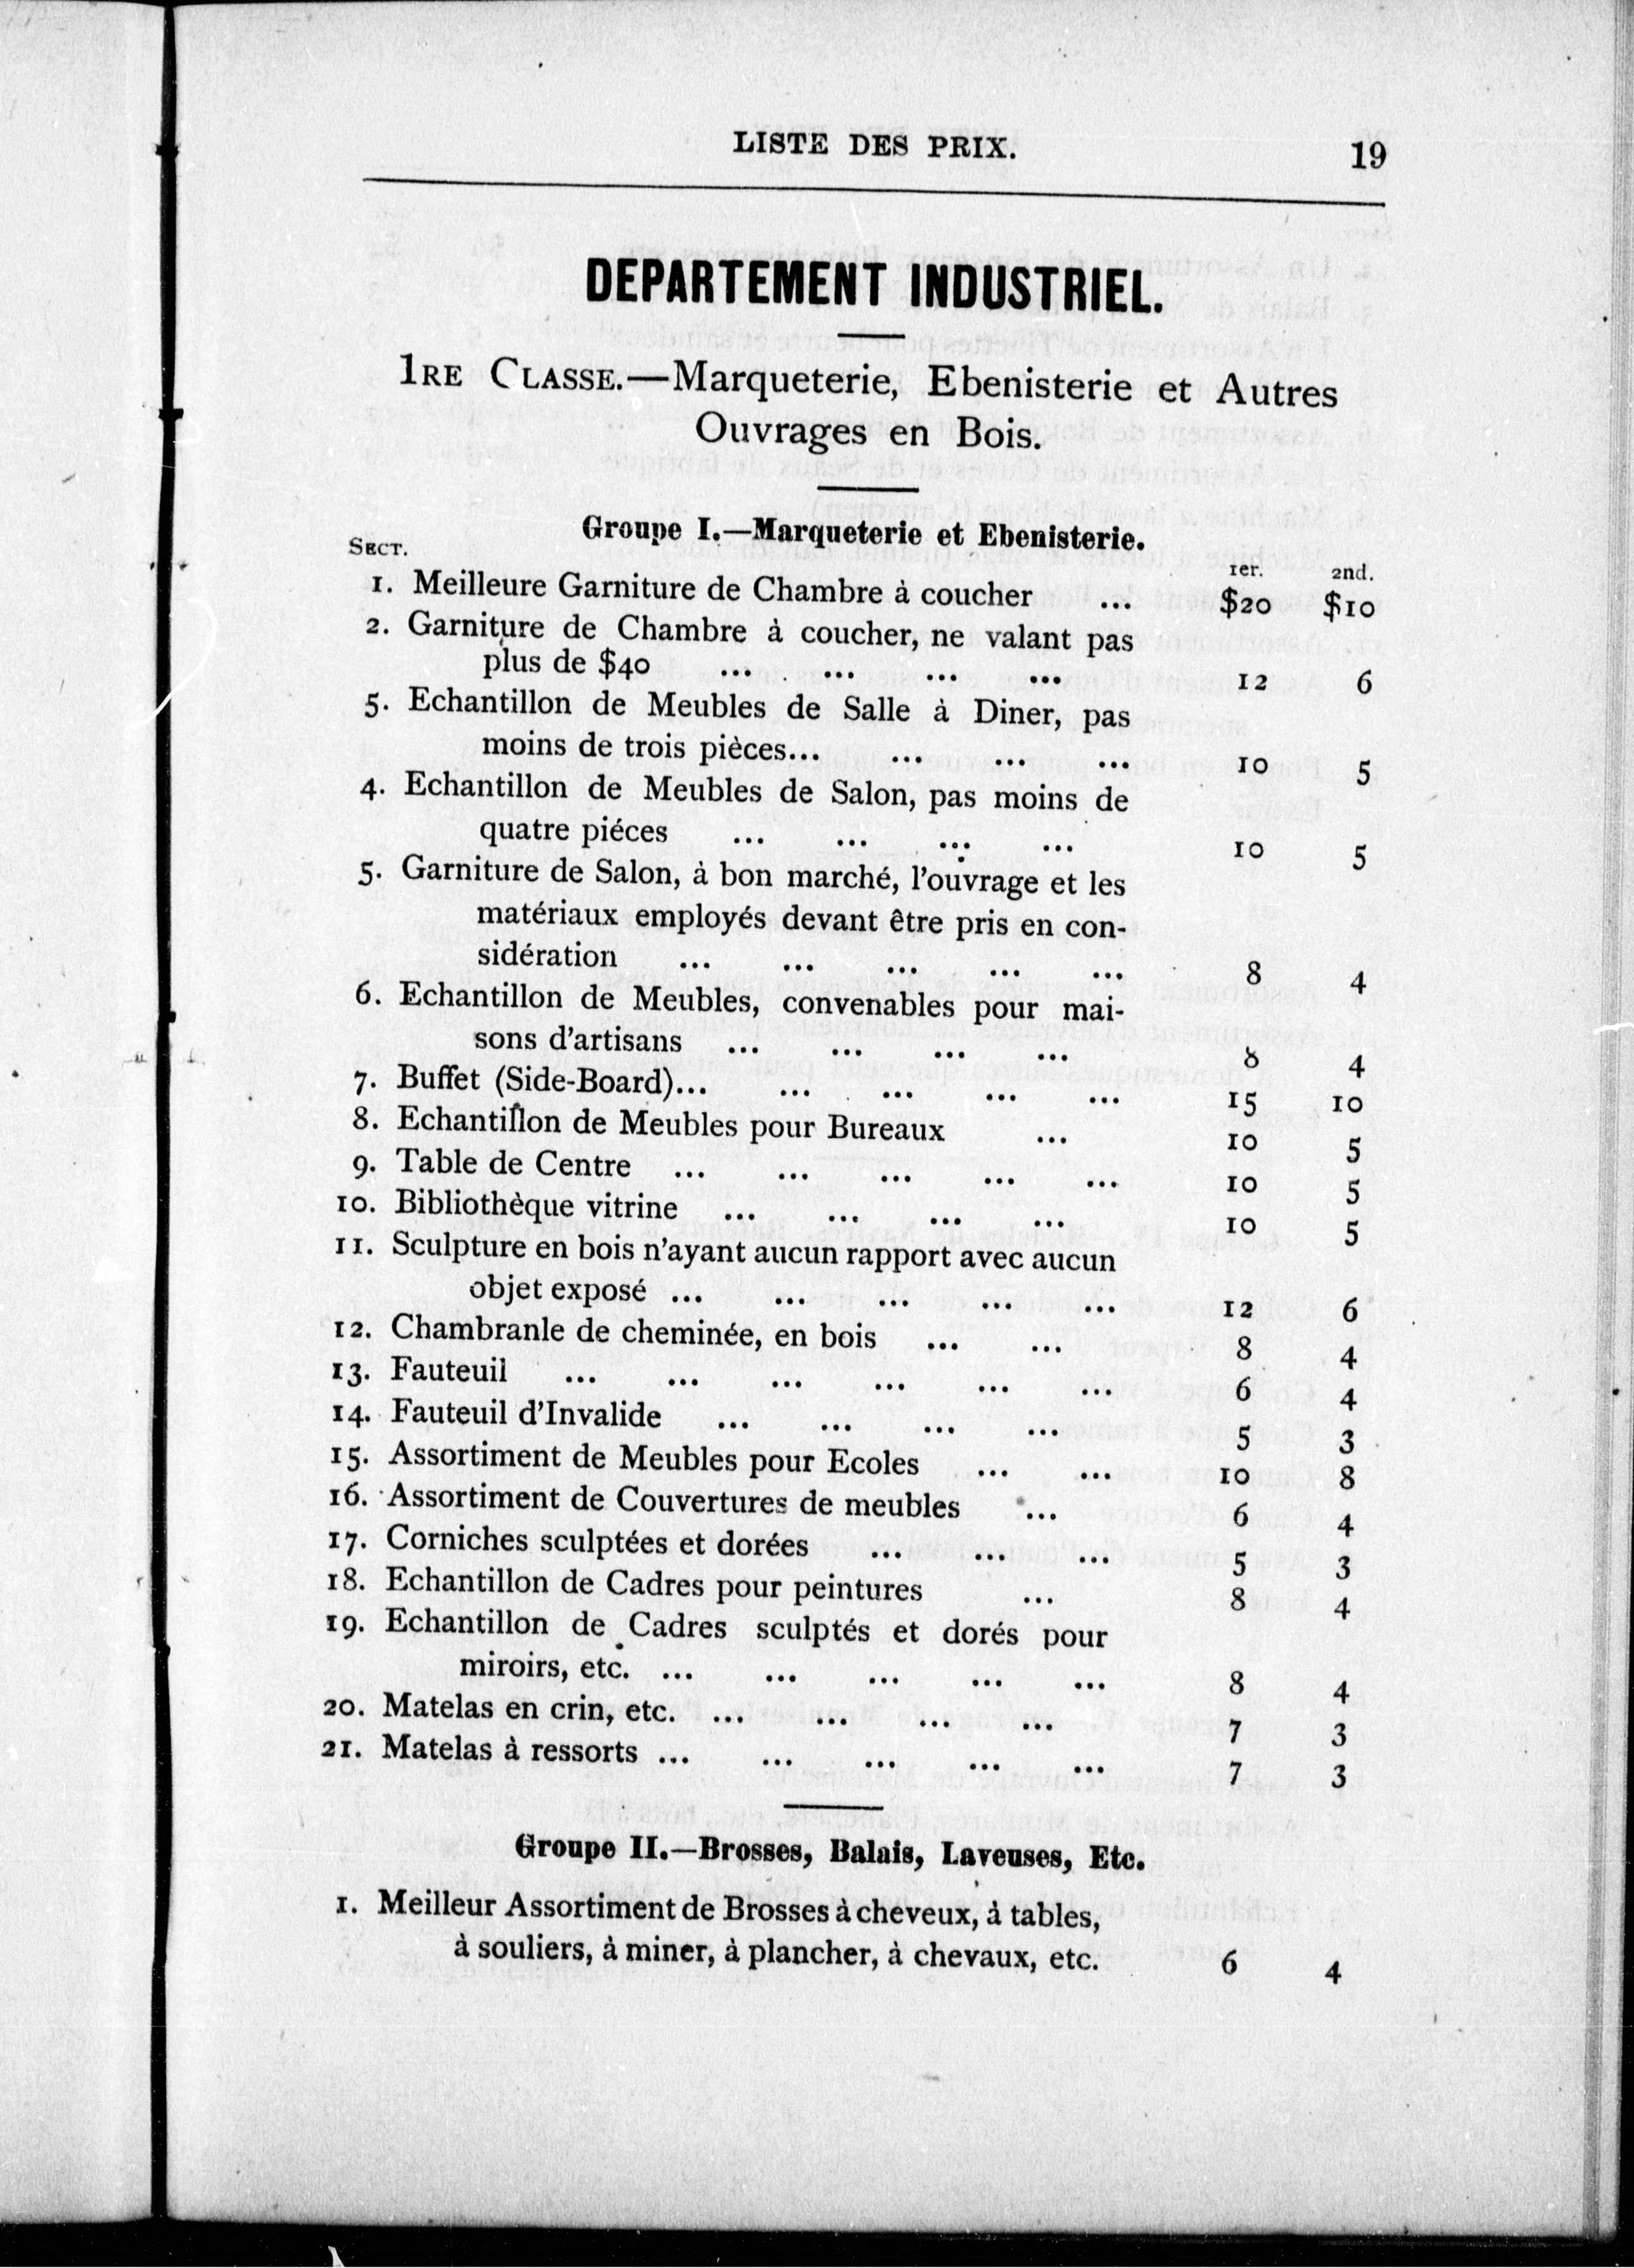 LISTE DES PRIX. 19
DEPARTEMENT INDUSTRIEL.
1RE CLASSE.—Marqueterie, Ebenisterie et Autres
Ouvrages en Bois.
Groupe I.—Marqueterie et Ebenisterie.
SECT. 1er. 2nd.
1. Meilleure Garniture de Chambre à coucher ... $20 $10
2. Garniture de Chambre à coucher, ne valant pas
plus de $40 ... ... ... ... 12 6
5. Echantillon de Meubles de Salle à Diner, pas
moins de trois pièces... ... ... ... 10 5
4. Echantillon de Meubles de Salon, pas moins de
quatre piéces ... ... ... ... 10 5
5. Garniture de Salon, à bon marché, l'ouvrage et les
matériaux employés devant être pris en con-
sidération ... ... ... ... ... 8 4
6. Echantillon de Meubles, convenables pour mai-
sons d'artisans ... ... ... ... 8 4
7. Buffet (Side-Board)... ... ... ... ... 15 10
8. Echantillon de Meubles pour Bureaux ... 10 5
9. Table de Centre ... ... ... ... ... 10 5
10. Bibliothèque vitrine ... ... ... ... 10 5
11. Sculpture en bois n'ayant aucun rapport avec aucun
objet exposé ... ... ... ... ... 12 6
12. Chambranle de cheminée, en bois ... ... 8 4
13. Fauteuil ... ... ... ... ... ... 6 4
14. Fauteuil d'Invalide ... ... ... ... 5 3
15. Assortiment de Meubles pour Ecoles ... ... 10 8
16. Assortiment de Couvertures de meubles ... 6 4
17. Corniches sculptées et dorées ... ... ... 5 3
18. Echantillon de Cadres pour peintures ... 8 4
19. Echantillon de Cadres sculptés et dorés pour
miroirs, etc. ... ... ... ... ... 8 4
20. Matelas en crin, etc. ... ... ... ... 7 3
21. Matelas à ressorts ... ... ... ... ... 7 3
Groupe II.—Brosses, Balais, Laveuses, Etc.
1. Meilleur Assortiment de Brosses à cheveux, à tables,
à souliers, à miner, à plancher, à chevaux, etc. 6 4